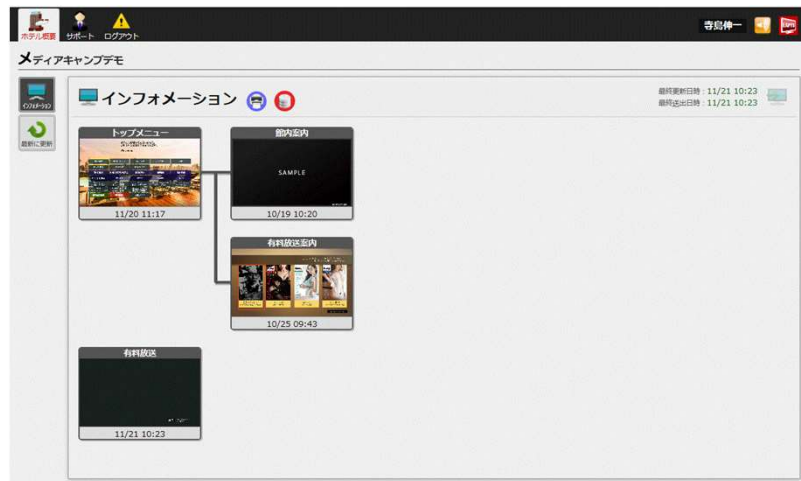 ホテル概要 サポート ログアウト 寺島伸一
メディアキャンプデモ
インフォメーション
最新に更新
インフォメーション
最終更新日時 : 11/21 10:23
最終送出日時 : 11/21 10:23
トップメニュー
11/20 11:17
館内案内
SAMPLE
10/19 10:20
有料放送案内
10/25 09:43
有料放送
11/21 10:23